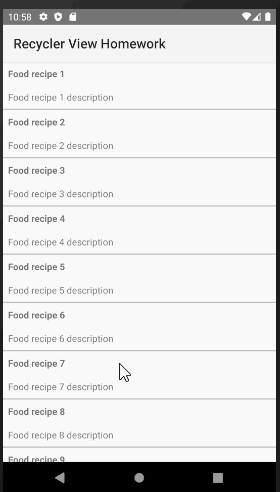 10:58
Recycler View Homework
Food recipe 1
Food recipe 1 description
Food recipe 2
Food recipe 2 description
Food recipe 3
Food recipe 3 description
Food recipe 4
Food recipe 4 description
Food recipe 5
Food recipe 5 description
Food recipe 6
Food recipe 6 description
Food recipe 7
Food recipe 7 description
Food recipe 8
Food recipe 8 description
Food recipe 9